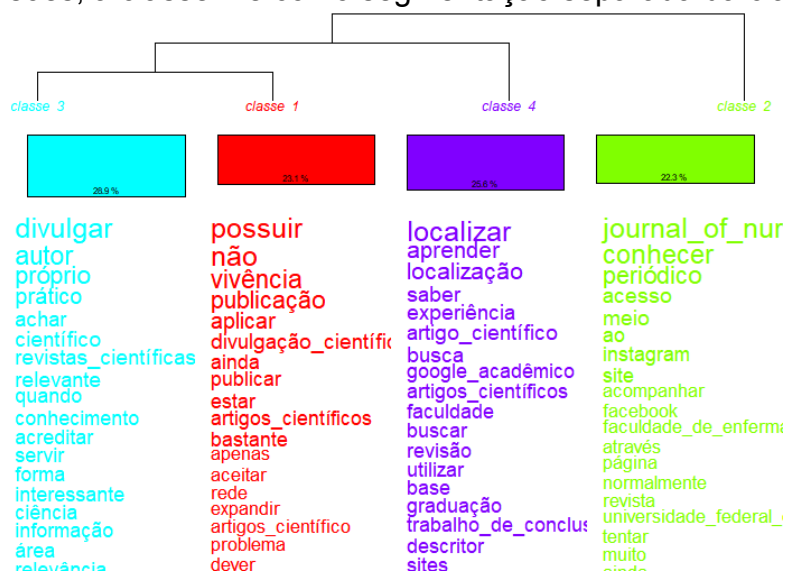 classe 3
classe 1
classe 4
classe 2
28.9 %
23.1 %
25.6 %
22.3 %
divulgar
autor
próprio
prático
achar
científico
revistas_científicas
relevante
quando
conhecimento
acreditar
servir
forma
interessante
ciência
informação
área
relevância
possuir
não
vivência
publicação
aplicar
divulgação_científic
ainda
publicar
estar
artigos_científicos
bastante
apenas
aceitar
rede
expandir
artigos_científico
problema
dever
localizar
aprender
localização
saber
experiência
artigo_científico
busca
google_acadêmico
artigos_científicos
faculdade
buscar
revisão
utilizar
base
graduação
trabalho_de_conclus
descritor
sites
journal_of_nur
conhecer
periódico
acesso
meio
ao
instagram
site
acompanhar
facebook
faculdade_de_enferma
através
página
normalmente
revista
universidade_federal_
tentar
muito
ainda